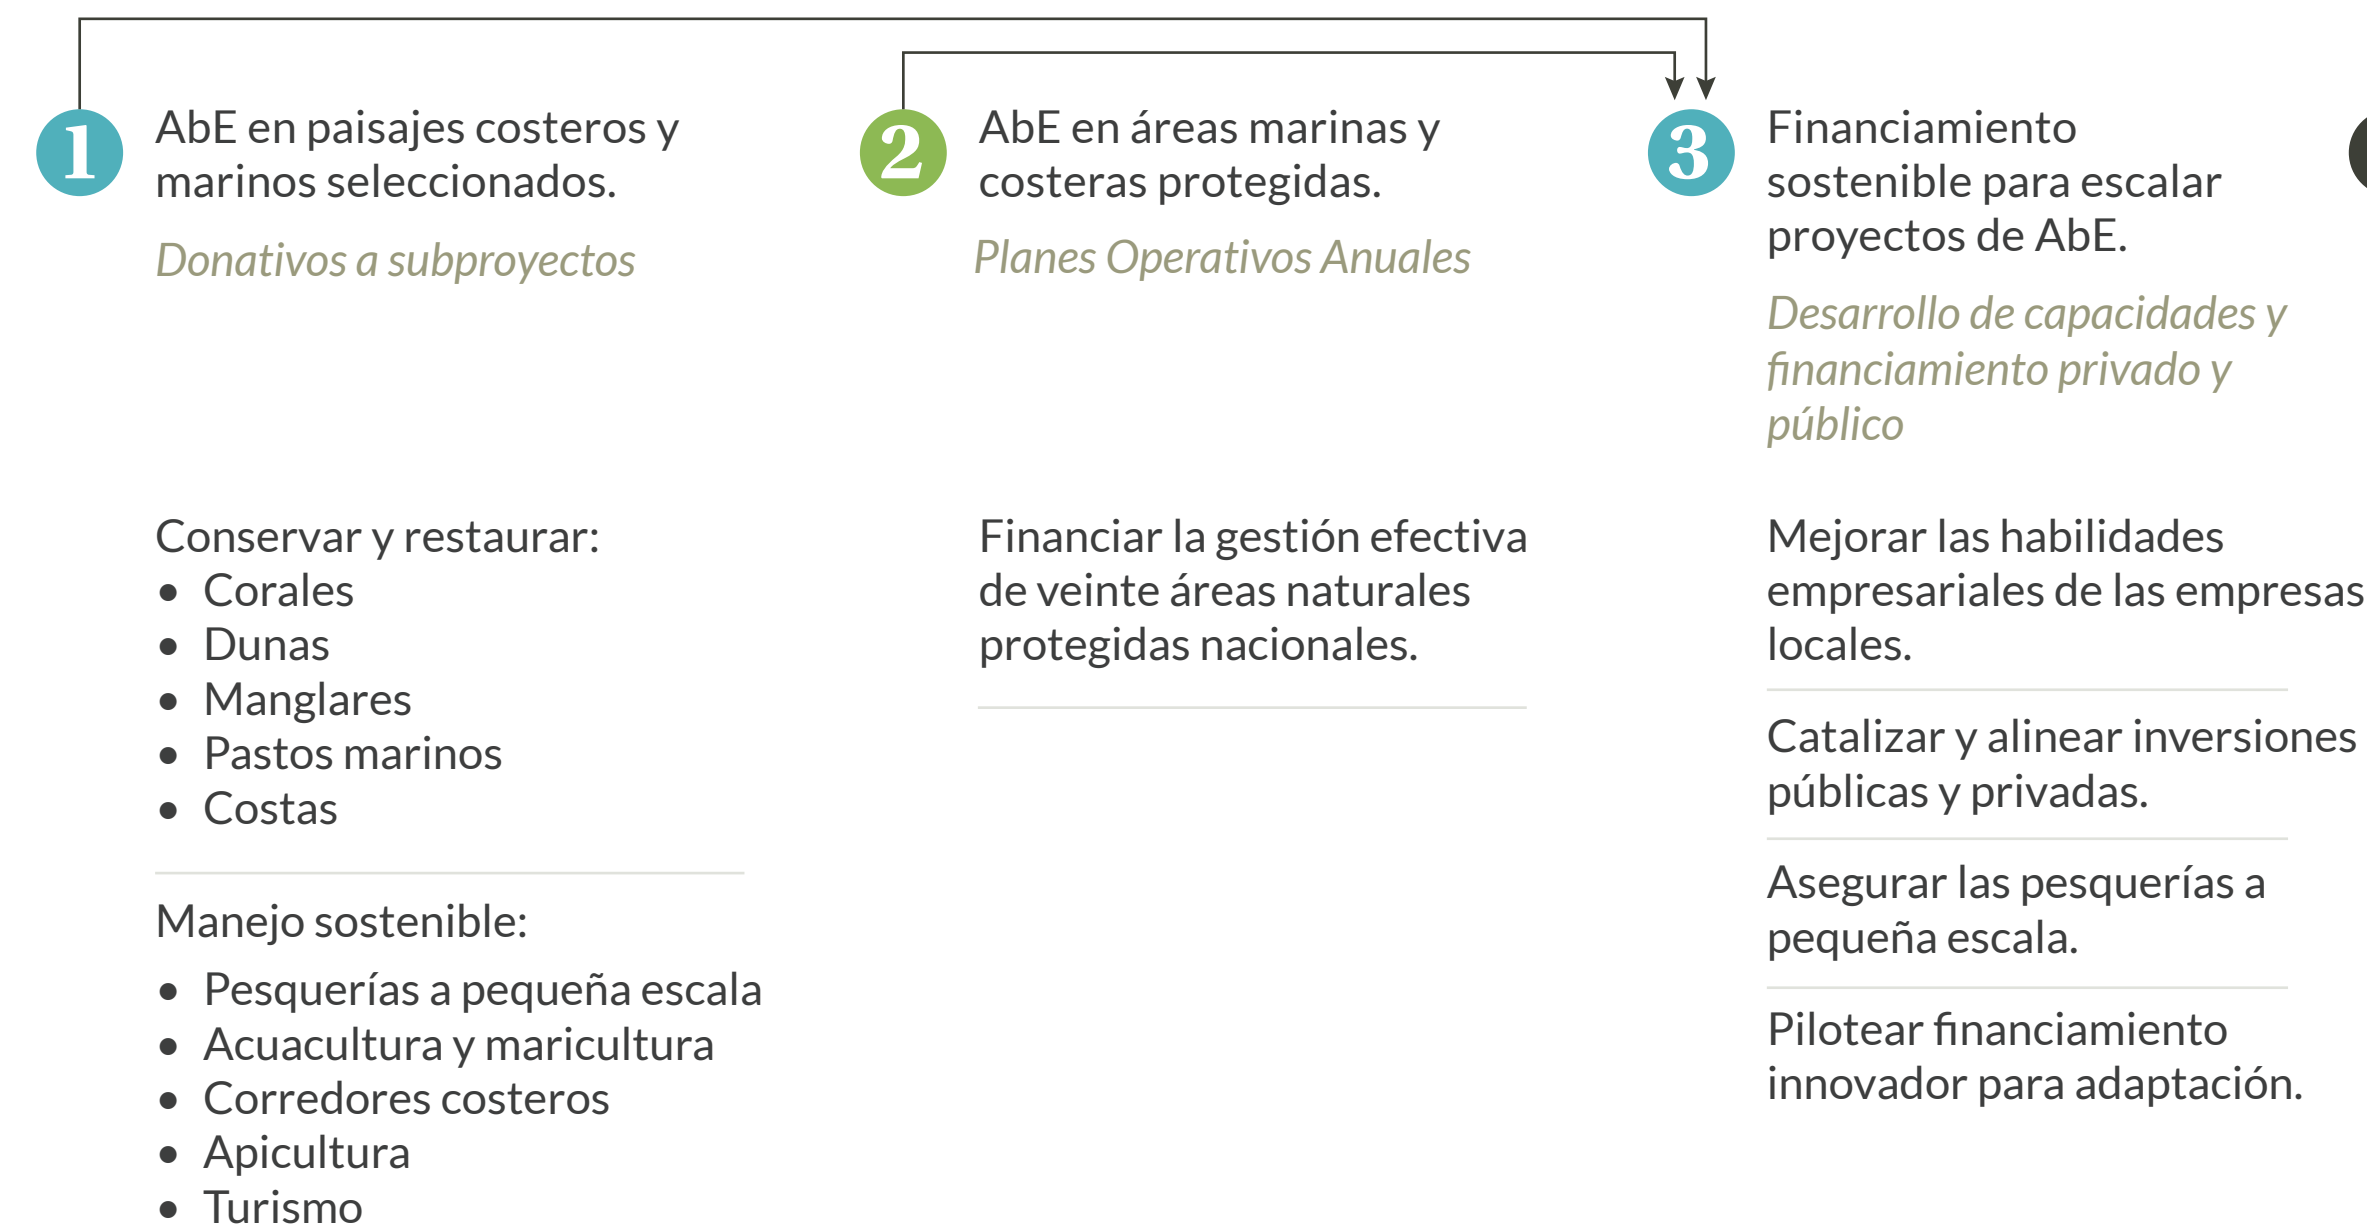 1
AbE en paisajes costeros y
marinos seleccionados.
Donativos a subproyectos
Conservar y restaurar:
• Corales
• Dunas
• Manglares
• Pastos marinos
• Costas
Manejo sostenible:
• Pesquerías a pequeña escala
• Acuacultura y maricultura
• Corredores costeros
• Apicultura
• Turismo
2
AbE en áreas marinas y
costeras protegidas.
Planes Operativos Anuales
Financiar la gestión efectiva
de veinte áreas naturales
protegidas nacionales.
3
Financiamiento
sostenible para escalar
proyectos de AbE.
Desarrollo de capacidades y
financiamiento privado y
público
Mejorar las habilidades
empresariales de las empresas
locales.
Catalizar y alinear inversiones
públicas y privadas.
Asegurar las pesquerías a
pequeña escala.
Pilotear financiamiento
innovador para adaptación.